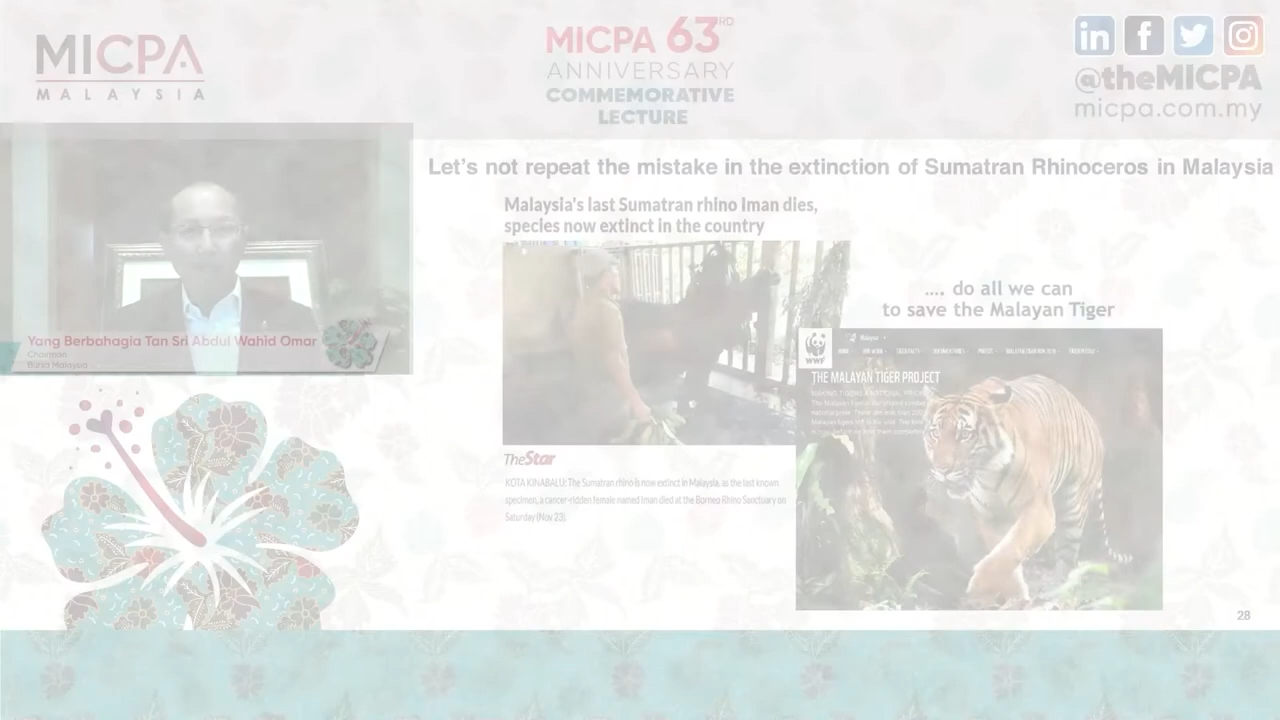 MICPA
MALAYSIA
MICPA 63RD
ANNIVERSARY
COMMEMORATIVE
LECTURE
@theMICPA
micpa.com.my
Yang Berbahagia Tan Sri Abdul Wahid Omar
Chairman
Bursa Malaysia
Let's not repeat the mistake in the extinction of Sumatran Rhinoceros in Malaysia
Malaysia's last Sumatran rhino Iman dies,
species now extinct in the country
TheStar
KOTA KINABALU: The Sumatran rhino is now extinct in Malaysia, as the last known
specimen, a cancer-ridden female named Iman died at the Borneo Rhino Sanctuary on
Saturday (Nov 23).
.... do all we can
to save the Malayan Tiger
WWF
THE MALAYAN TIGER PROJECT
28